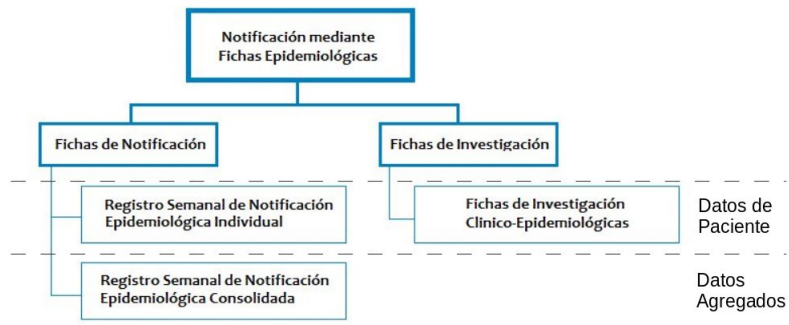 Notificación mediante
Fichas Epidemiológicas
Fichas de Notificación
Fichas de Investigación
Registro Semanal de Notificación
Epidemiológica Individual
Fichas de Investigación
Clinico-Epidemiológicas
Datos de
Paciente
Registro Semanal de Notificación
Epidemiológica Consolidada
Datos
Agregados